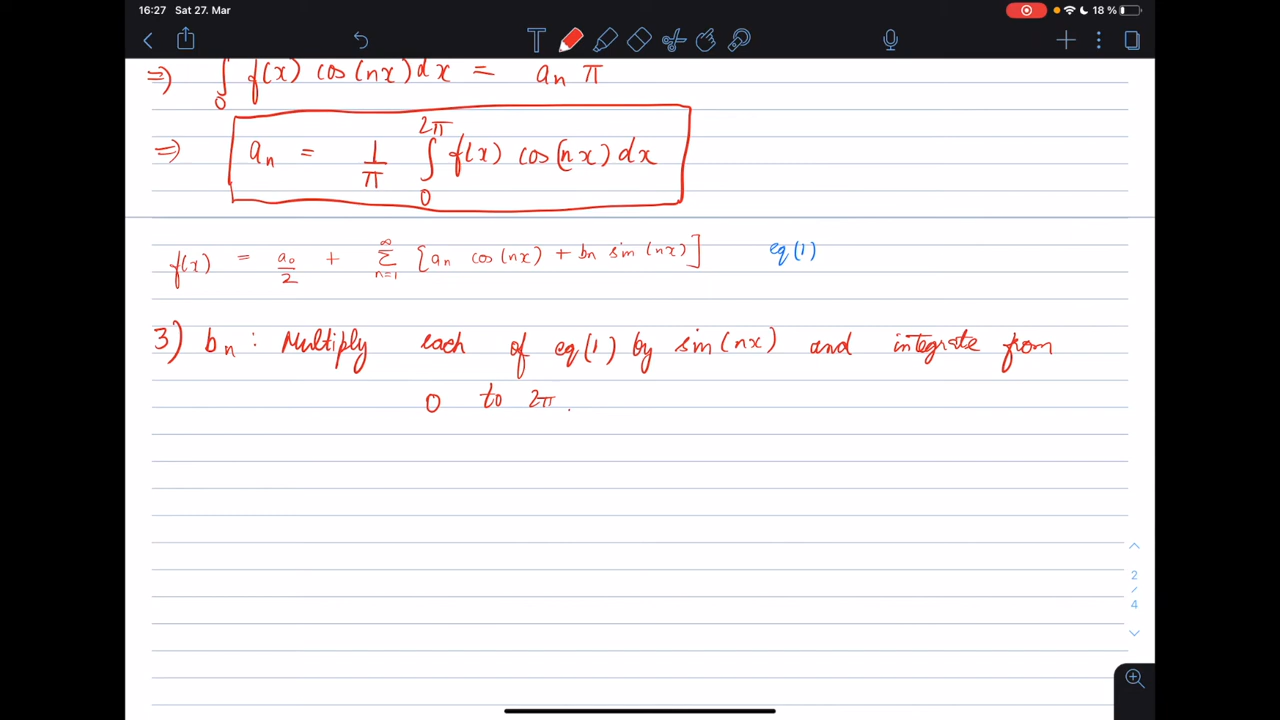 16:27 Sat 27. Mar 18 %
⇒) ∫0 f(x) cos(nx) dx = an π
⇒) an = 1/π ∫0 2π f(x) cos(nx) dx
f(x) = a0/2 + ∑n=1 ∞ [an cos(nx) + bn sin(nx)] eq(1)
3) bn : Multiply each of eq(1) by sin(nx) and integrate from
0 to 2π.
2
/
4